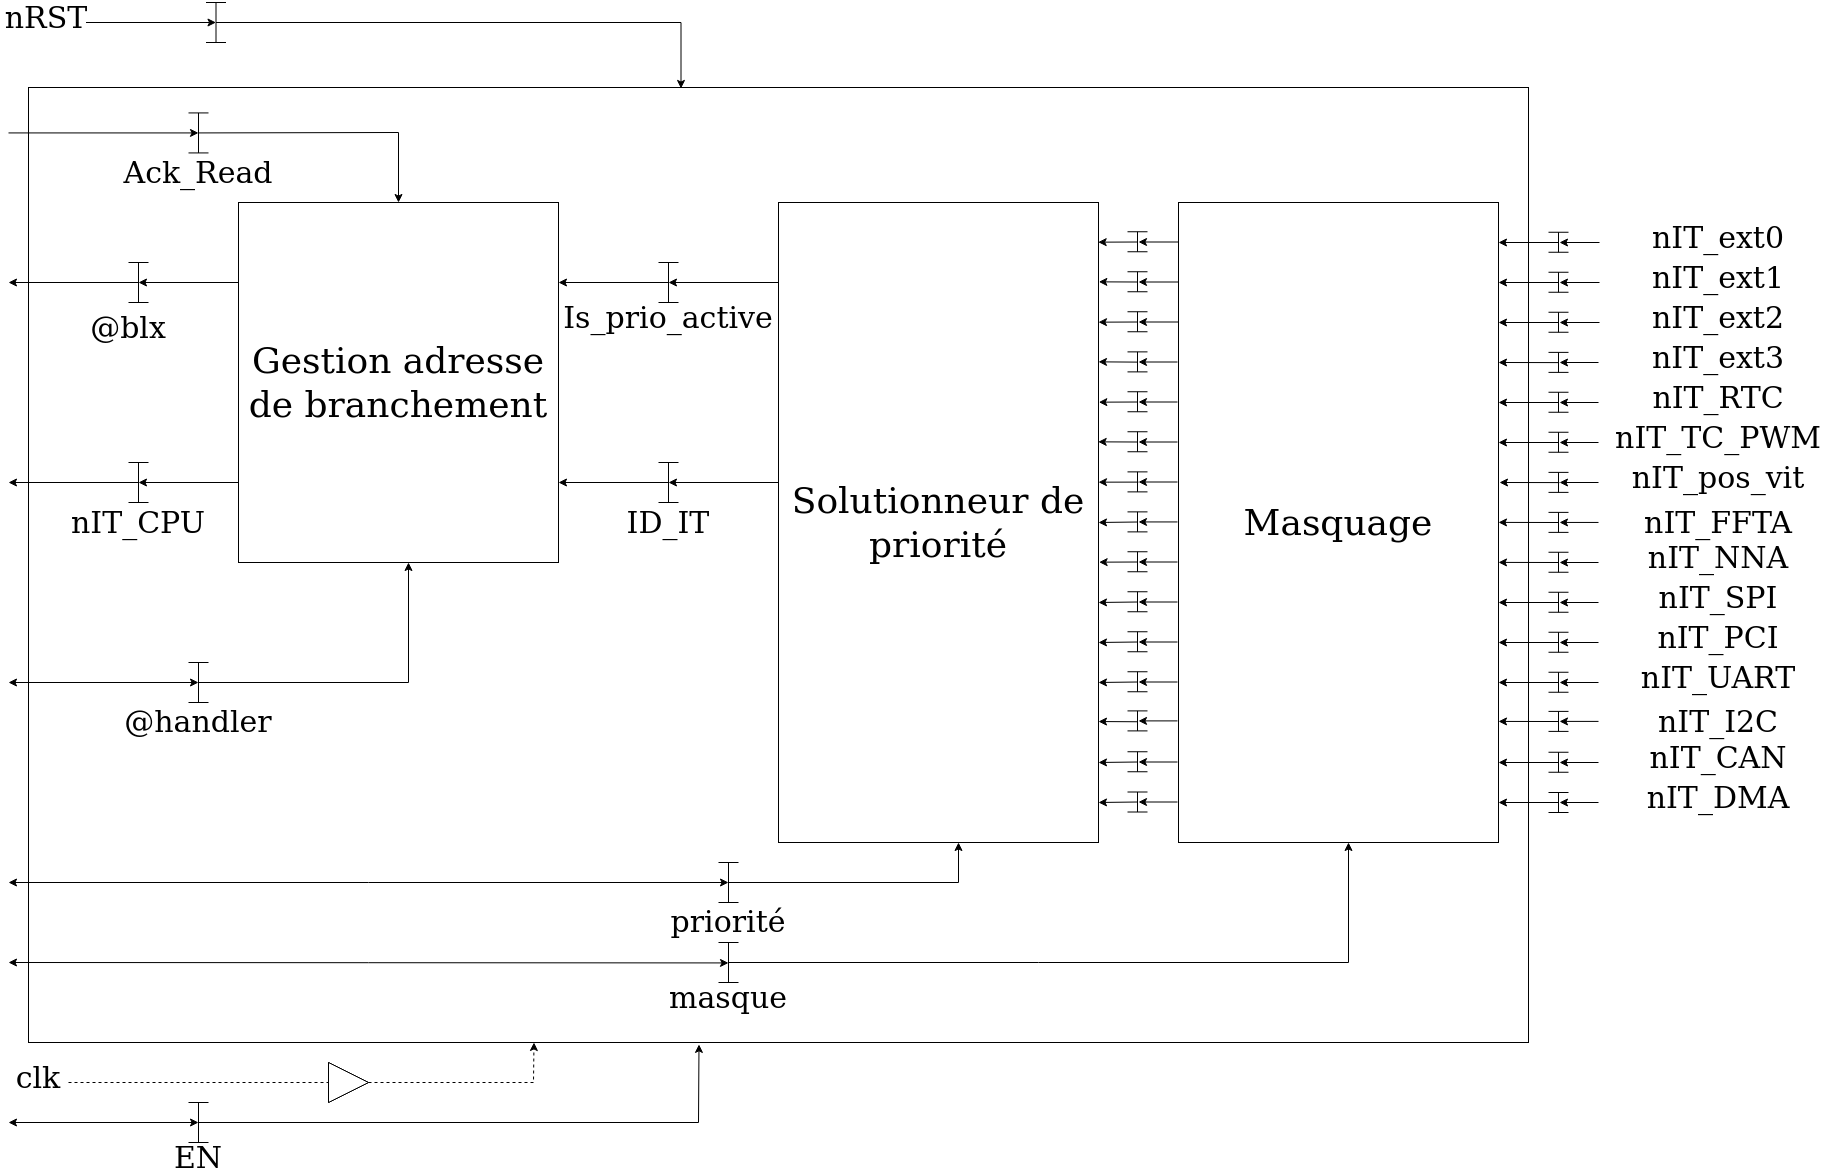 nRST
Ack_Read
@blx
nIT_CPU
@handler
Gestion adresse
de branchement
Is_prio_active
ID_IT
Solutionneur de
priorité
Masquage
nIT_ext0
nIT_ext1
nIT_ext2
nIT_ext3
nIT_RTC
nIT_TC_PWM
nIT_pos_vit
nIT_FFTA
nIT_NNA
nIT_SPI
nIT_PCI
nIT_UART
nIT_I2C
nIT_CAN
nIT_DMA
priorité
masque
clk
EN